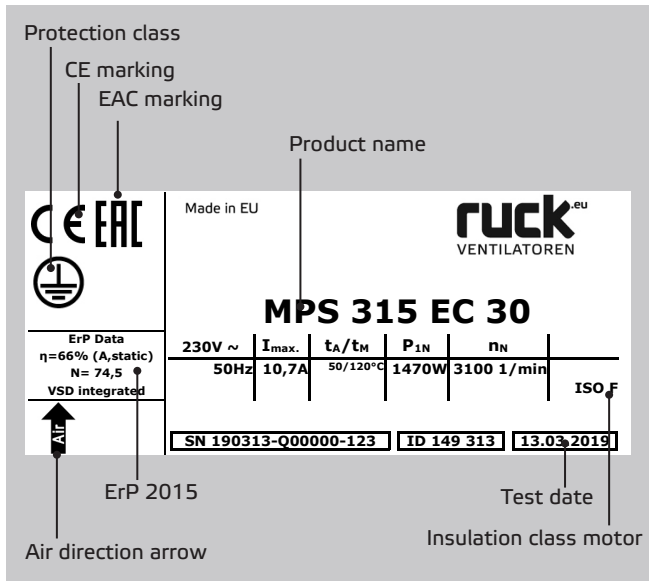 Protection class
CE marking
EAC marking
Product name
CE EAC
Made in EU
ruck.eu
VENTILATOREN
MPS 315 EC 30
ErP Data
η=66% (A,static)
N= 74,5
VSD integrated
230V ~ Imax. tA/tM P1N nN
50Hz 10,7A 50/120°C 1470W 3100 1/min
ISO F
Air
SN 190313-Q00000-123 ID 149 313 13.03.2019
ErP 2015
Test date
Insulation class motor
Air direction arrow